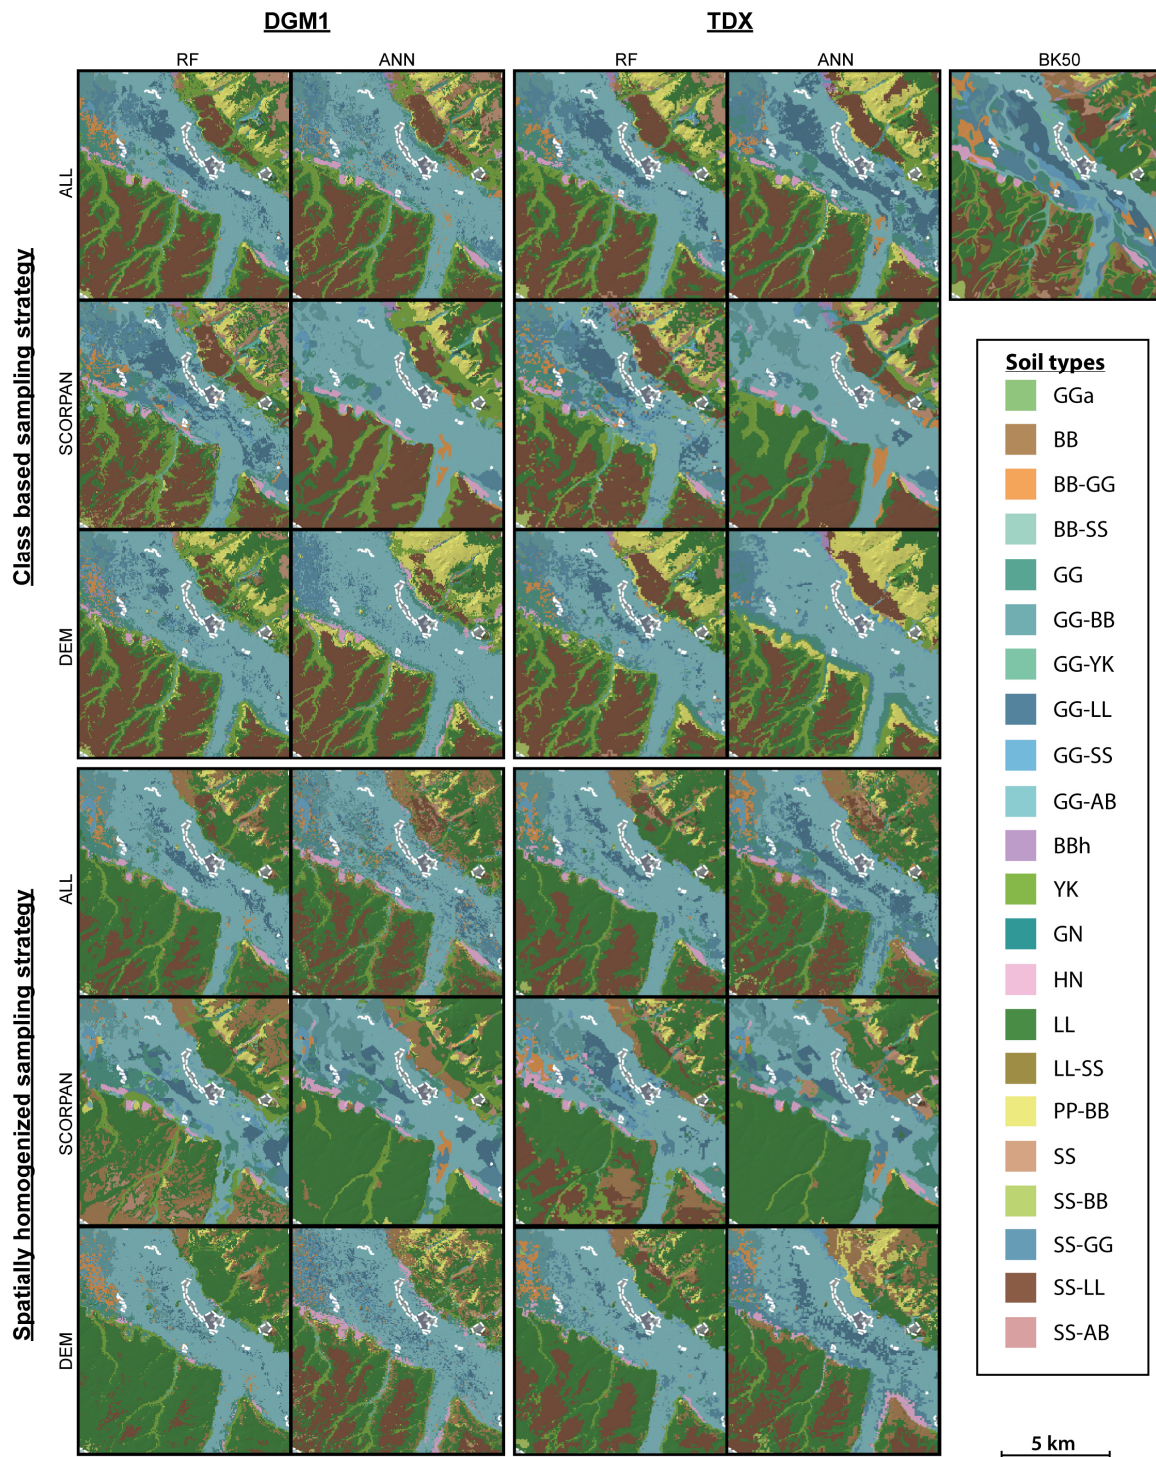 DGM1 TDX
RF ANN RF ANN BK50
Class based sampling strategy
ALL
SCORPAN
DEM
Spatially homogenized sampling strategy
ALL
SCORPAN
DEM
Soil types
GGa
BB
BB-GG
BB-SS
GG
GG-BB
GG-YK
GG-LL
GG-SS
GG-AB
BBh
YK
GN
HN
LL
LL-SS
PP-BB
SS
SS-BB
SS-GG
SS-LL
SS-AB
5 km